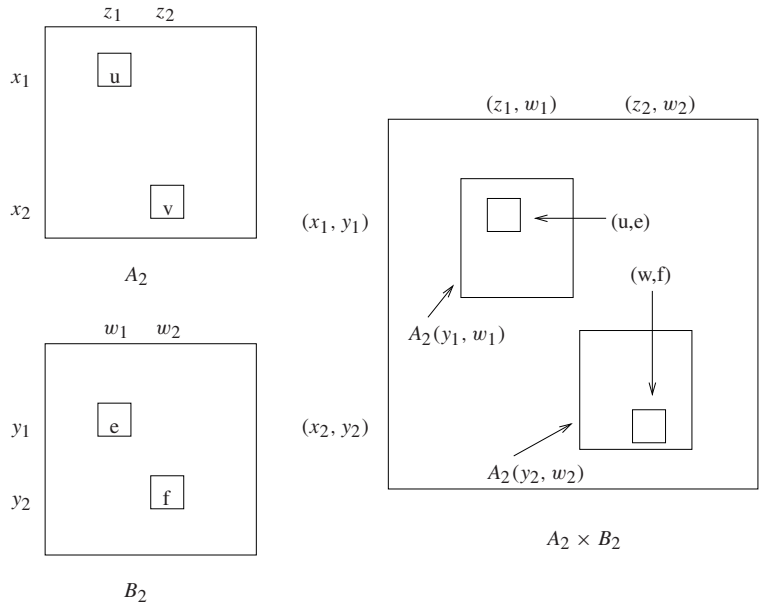 z₁ z₂
x₁
u
x₂
v
A₂
w₁ w₂
y₁
e
y₂
f
B₂
(z₁, w₁) (z₂, w₂)
(x₁, y₁)
(u,e)
(w,f)
A₂(y₁, w₁)
(x₂, y₂)
A₂(y₂, w₂)
A₂ × B₂